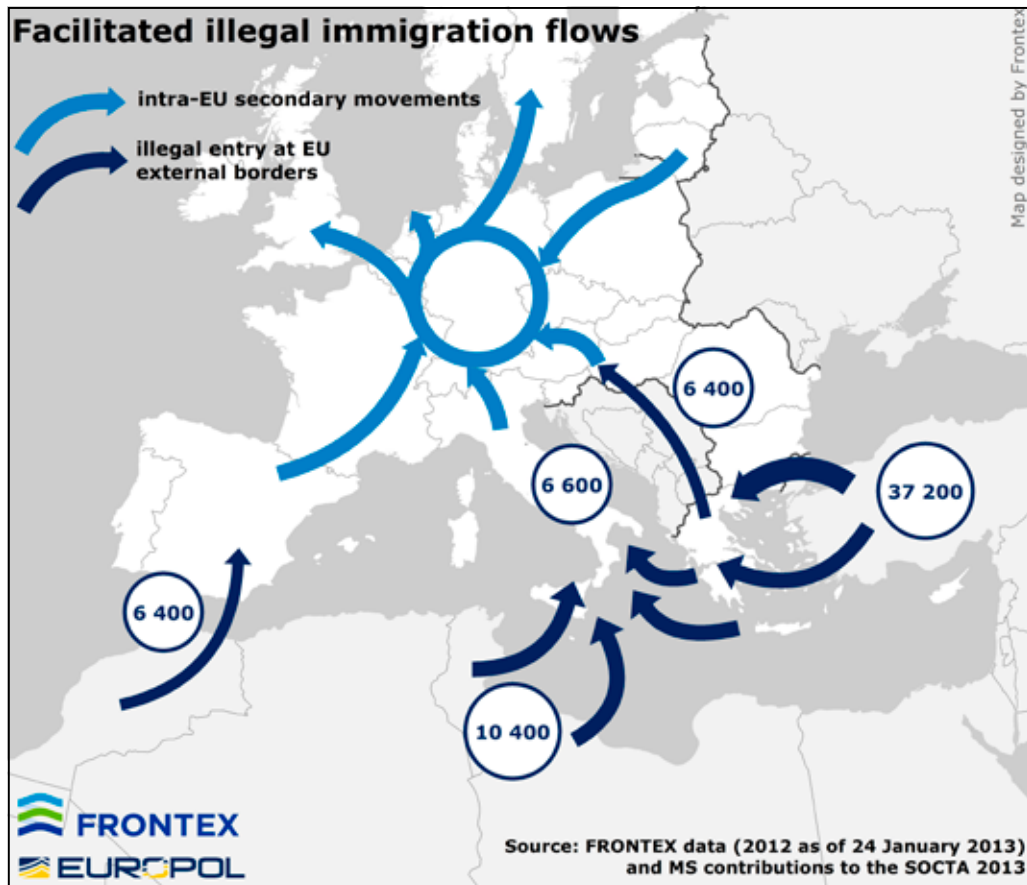 Facilitated illegal immigration flows
intra-EU secondary movements
illegal entry at EU
external borders
Map designed by Frontex
6 400
6 600
37 200
6 400
10 400
FRONTEX
EUROPOL
Source: FRONTEX data (2012 as of 24 January 2013)
and MS contributions to the SOCTA 2013